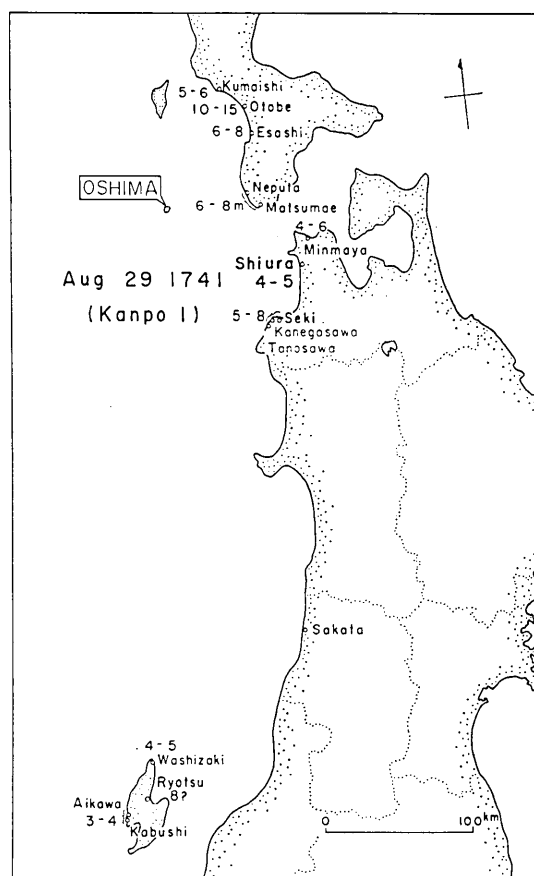 5-6 Kumaishi
10-15 Otobe
6-8 Esashi
OSHIMA
Neputa
6-8m Matsumae
4-6
Minmaya
Shiura
Aug 29 1741 4-5
(Kanpo 1) 5-8 Seki
Kanegasawa
Tanosawa
Sakata
4-5
Washizaki
Ryotsu
8?
Aikawa
3-4
Kabushi
0 100 km